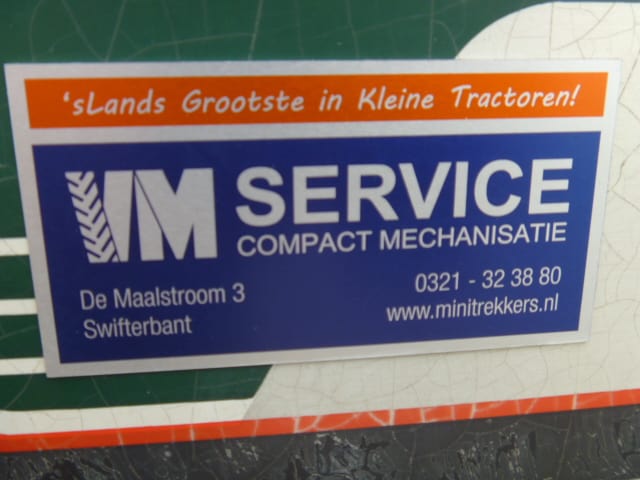 'sLands Grootste in Kleine Tractoren!
VM SERVICE
COMPACT MECHANISATIE
De Maalstroom 3
Swifterbant
0321 - 32 38 80
www.minitrekkers.nl